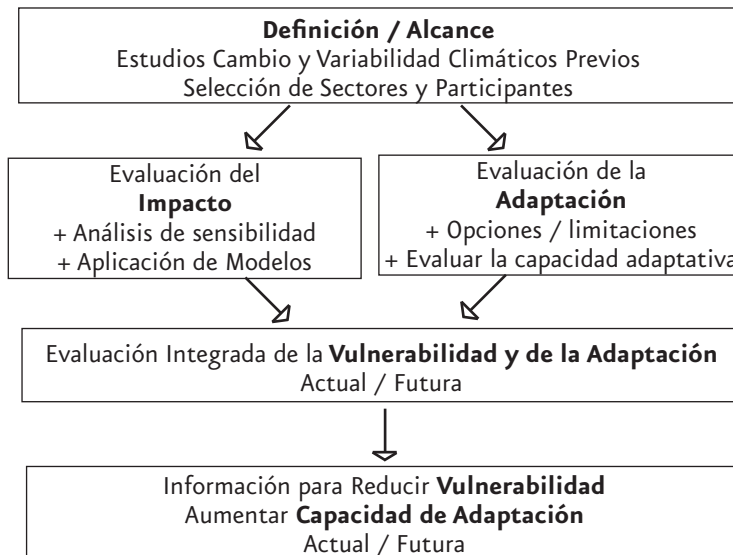 Definición / Alcance
Estudios Cambio y Variabilidad Climáticos Previos
Selección de Sectores y Participantes
Evaluación del
Impacto
+ Análisis de sensibilidad
+ Aplicación de Modelos
Evaluación de la
Adaptación
+ Opciones / limitaciones
+ Evaluar la capacidad adaptativa
Evaluación Integrada de la Vulnerabilidad y de la Adaptación
Actual / Futura
Información para Reducir Vulnerabilidad
Aumentar Capacidad de Adaptación
Actual / Futura